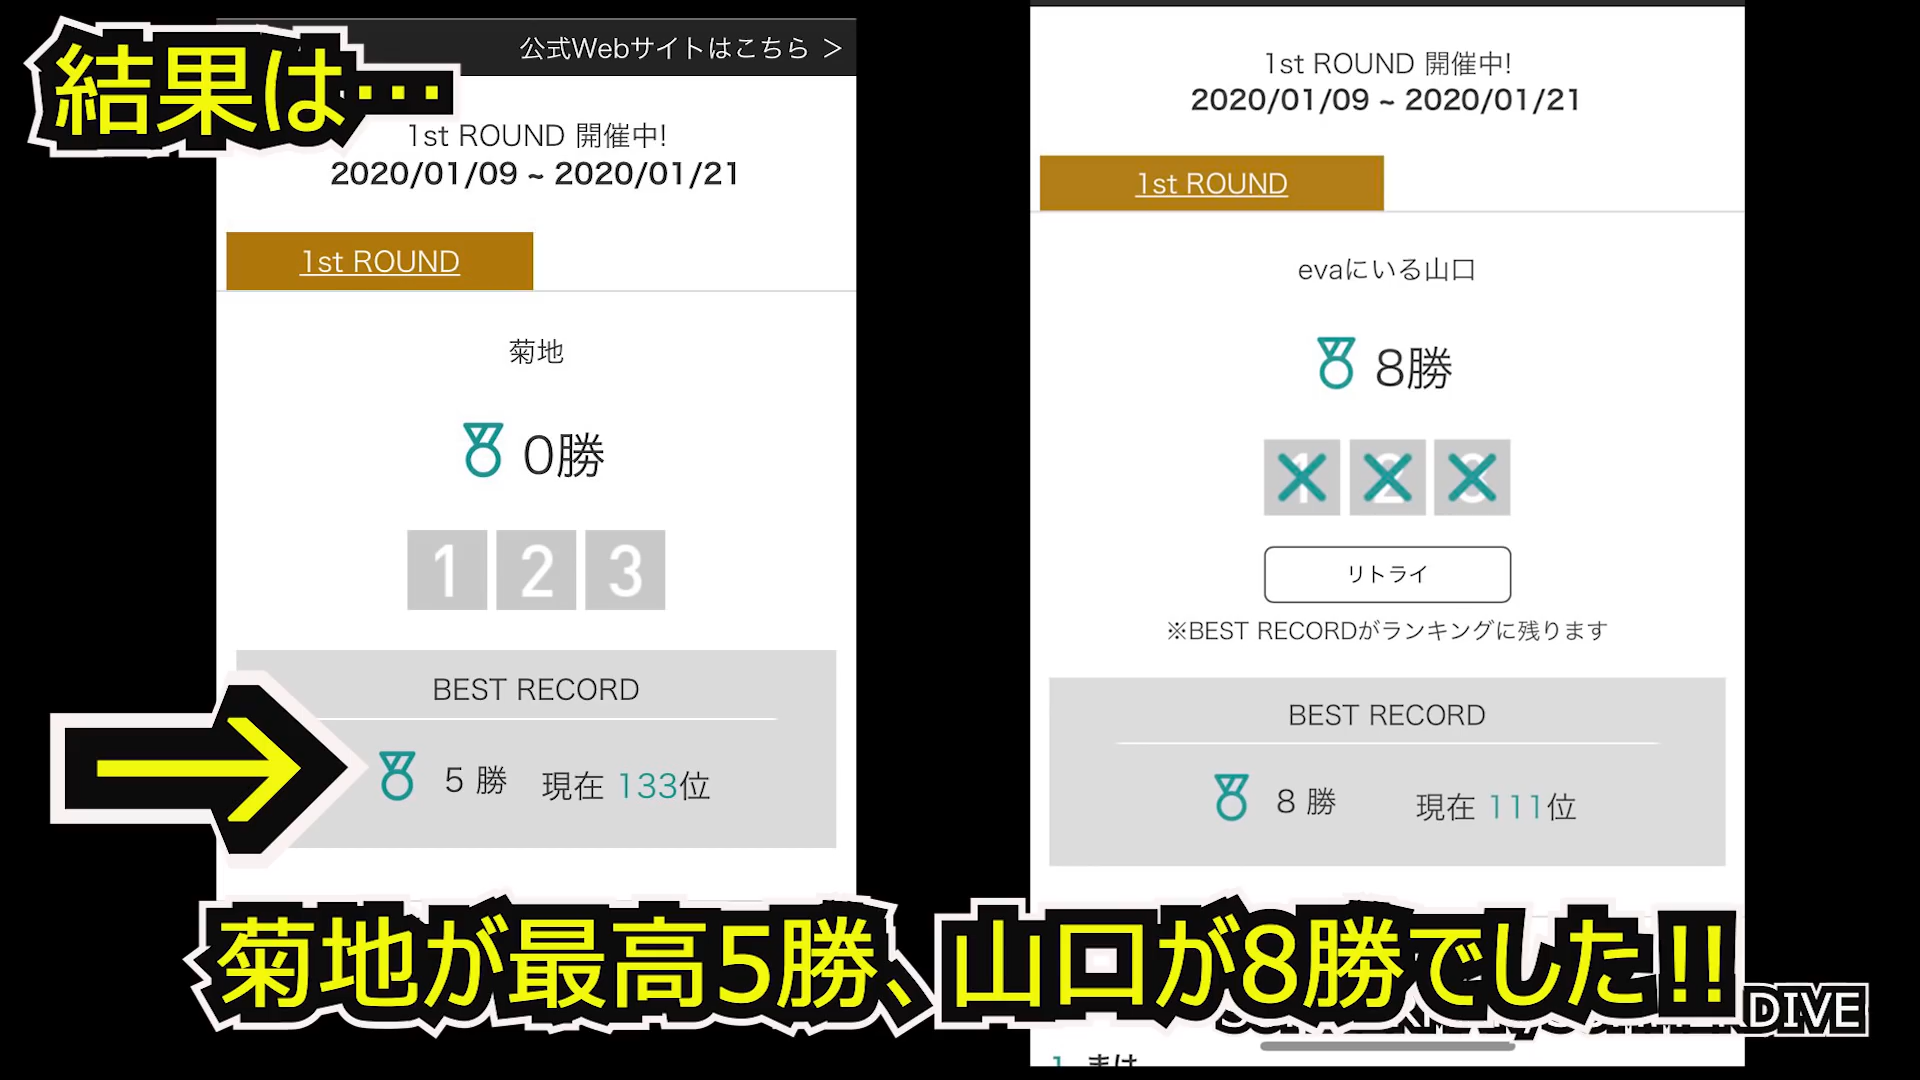 結果は…
公式Webサイトはこちら >
1st ROUND 開催中!
2020/01/09 ~ 2020/01/21
1st ROUND
菊地
0勝
1 2 3
BEST RECORD
5 勝 現在 133位
1st ROUND 開催中!
2020/01/09 ~ 2020/01/21
1st ROUND
evaにいる山口
8勝
1 2 3
リトライ
※BEST RECORDがランキングに残ります
BEST RECORD
8 勝 現在 111位
→
菊地が最高5勝、山口が8勝でした!!
DIVE